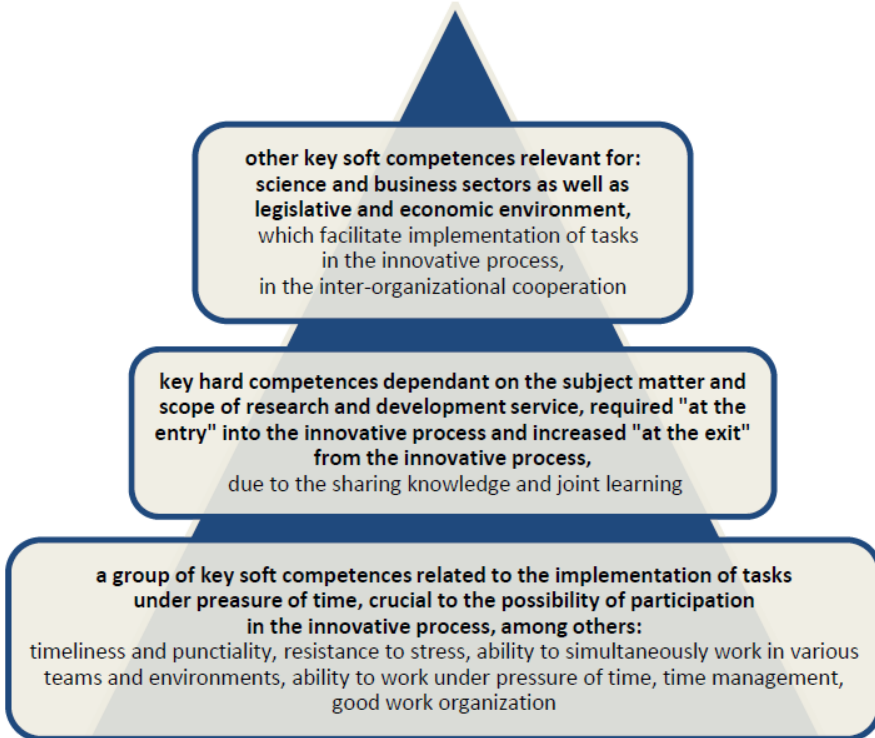 other key soft competences relevant for:
science and business sectors as well as
legislative and economic environment,
which facilitate implementation of tasks
in the innovative process,
in the inter-organizational cooperation
key hard competences dependant on the subject matter and
scope of research and development service, required "at the
entry" into the innovative process and increased "at the exit"
from the innovative process,
due to the sharing knowledge and joint learning
a group of key soft competences related to the implementation of tasks
under preasure of time, crucial to the possibility of participation
in the innovative process, among others:
timeliness and punctiality, resistance to stress, ability to simultaneously work in various
teams and environments, ability to work under pressure of time, time management,
good work organization